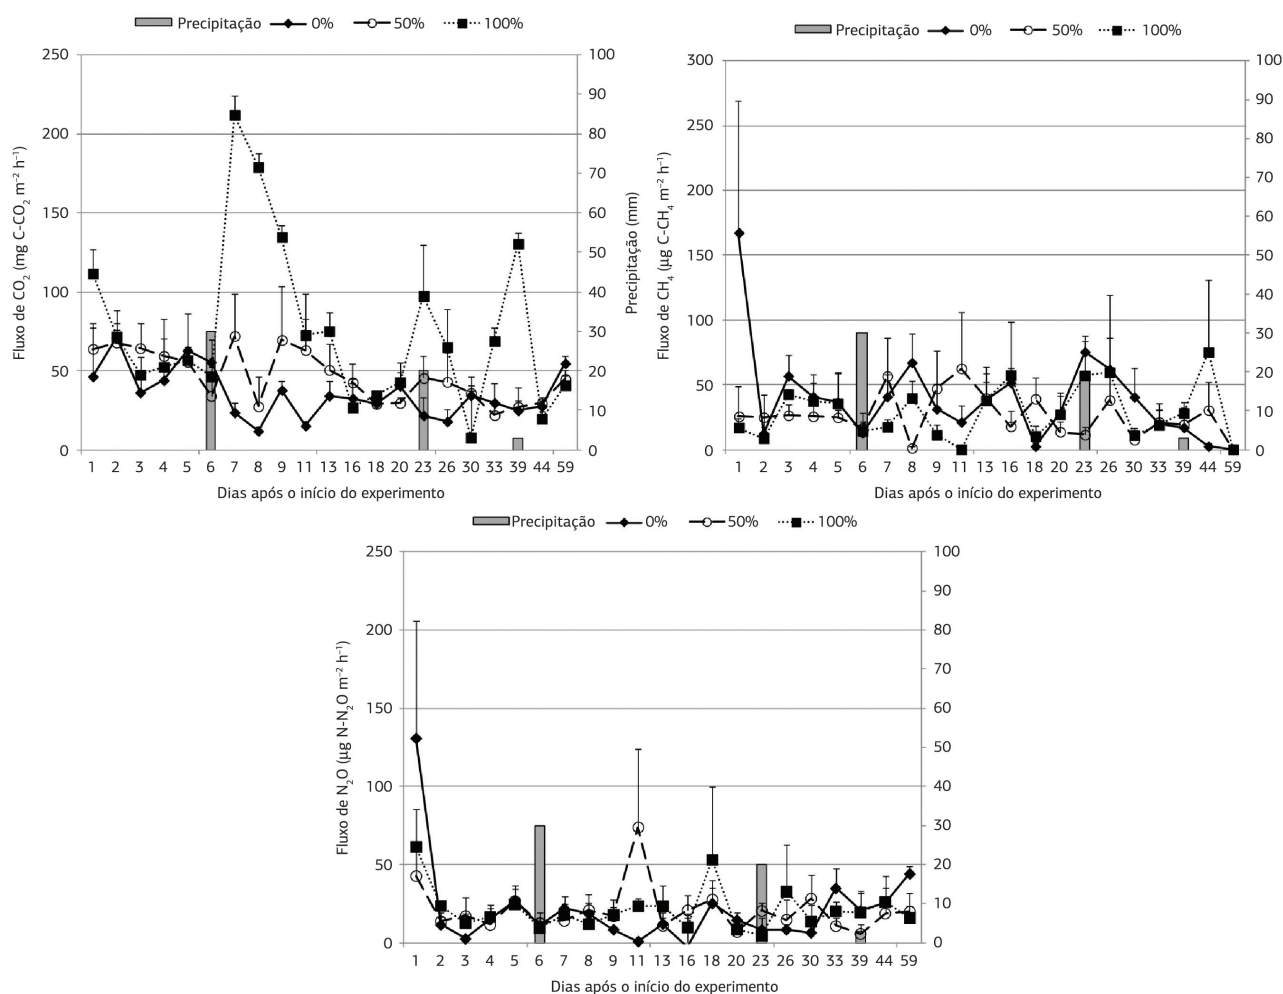 Precipitação 0% 50% 100%
250 200 150 100 50 0
Fluxo de CO₂ (mg C-CO₂ m⁻² h⁻¹)
100 90 80 70 60 50 40 30 20 10 0
Precipitação (mm)
1 2 3 4 5 6 7 8 9 11 13 16 18 20 23 26 30 33 39 44 59
Dias após o início do experimento
Precipitação 0% 50% 100%
300 250 200 150 100 50 0
Fluxo de CH₄ (µg C-CH₄ m⁻² h⁻¹)
100 90 80 70 60 50 40 30 20 10 0
1 2 3 4 5 6 7 8 9 11 13 16 18 20 23 26 30 33 39 44 59
Dias após o início do experimento
Precipitação 0% 50% 100%
250 200 150 100 50 0
Fluxo de N₂O (µg N-N₂O m⁻² h⁻¹)
100 90 80 70 60 50 40 30 20 10 0
1 2 3 4 5 6 7 8 9 11 13 16 18 20 23 26 30 33 39 44 59
Dias após o início do experimento